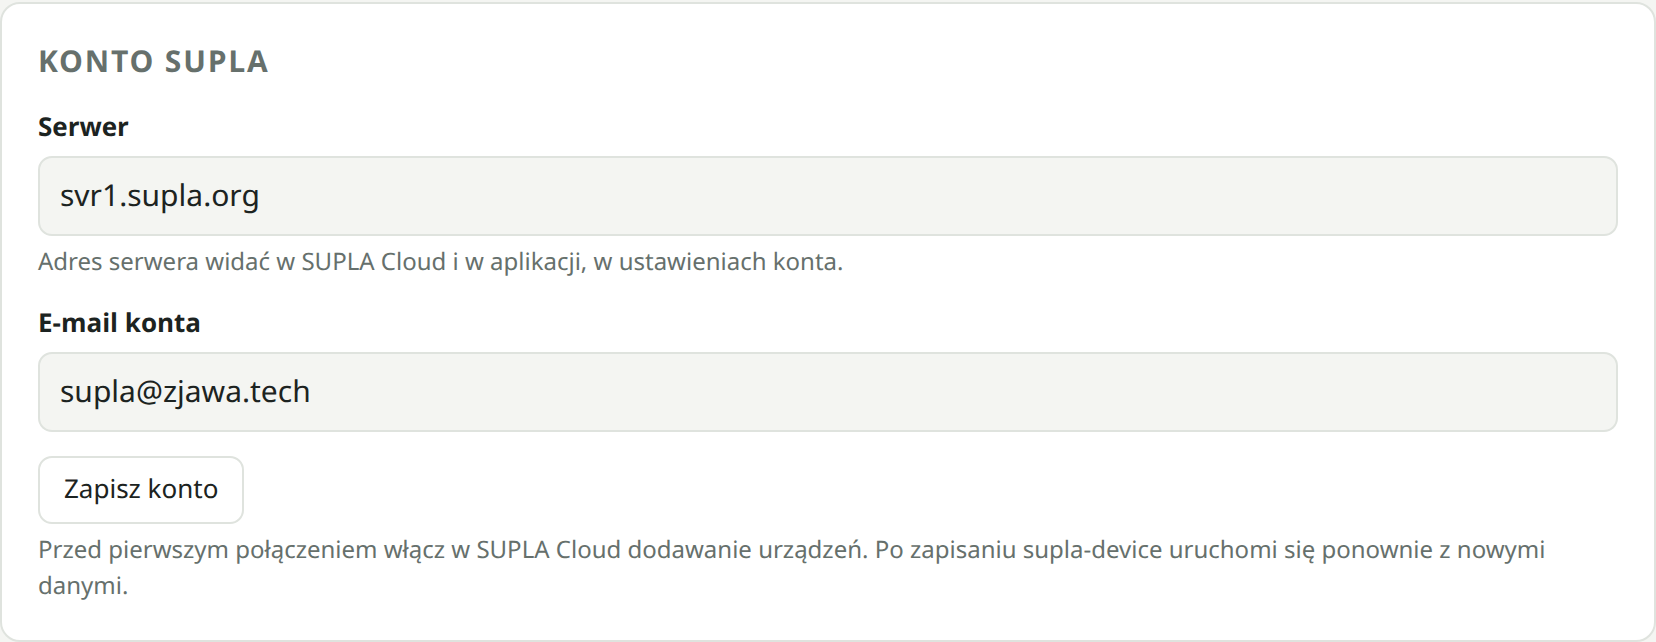 KONTO SUPLA
Serwer
svr1.supla.org
Adres serwera widać w SUPLA Cloud i w aplikacji, w ustawieniach konta.
E-mail konta
supla@zjawa.tech
Zapisz konto
Przed pierwszym połączeniem włącz w SUPLA Cloud dodawanie urządzeń. Po zapisaniu supla-device uruchomi się ponownie z nowymi
danymi.